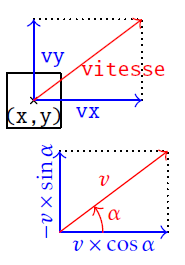 vy
vitesse
(x,y)
vx
−v × sin α
v
α
v × cos α